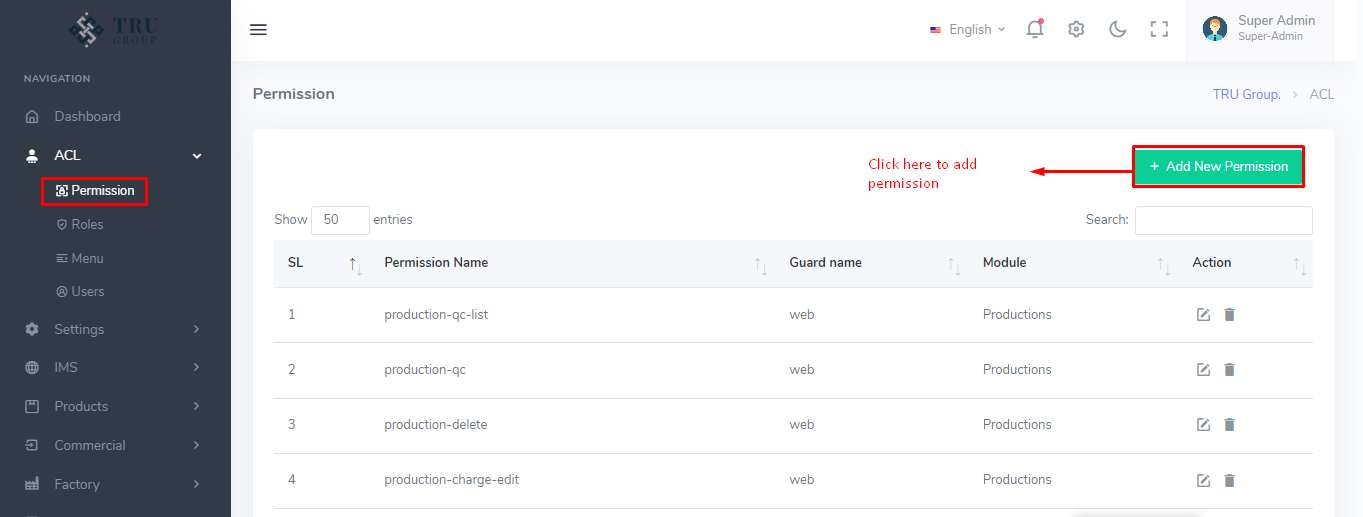 TRU
GROUP
English
Super Admin
Super-Admin
NAVIGATION
Dashboard
ACL
Permission
Roles
Menu
Users
Settings
IMS
Products
Commercial
Factory
Permission
TRU Group. > ACL
Click here to add
permission
+ Add New Permission
Show 50 entries
Search:
SL Permission Name Guard name Module Action
1 production-qc-list web Productions
2 production-qc web Productions
3 production-delete web Productions
4 production-charge-edit web Productions